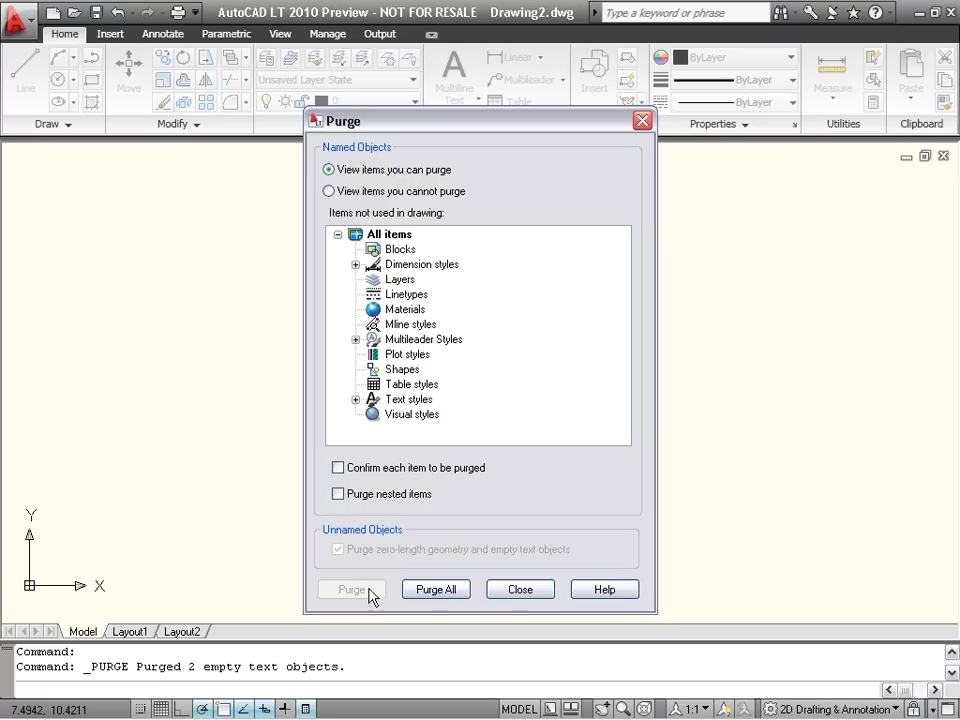 AutoCAD LT 2010 Preview - NOT FOR RESALE Drawing2.dwg Type a keyword or phrase
Home Insert Annotate Parametric View Manage Output
Line Move Unsaved Layer State 0 Multiline Text Linear Multileader Table Insert ByLayer ByLayer ByLayer Measure Paste
Draw Modify Properties Utilities Clipboard
LT Purge
Named Objects
View items you can purge
View items you cannot purge
Items not used in drawing:
All items
Blocks
Dimension styles
Layers
Linetypes
Materials
Mline styles
Multileader Styles
Plot styles
Shapes
Table styles
Text styles
Visual styles
Confirm each item to be purged
Purge nested items
Unnamed Objects
Purge zero-length geometry and empty text objects
Purge Purge All Close Help
Y
X
Model Layout1 Layout2
Command:
Command: _PURGE Purged 2 empty text objects.
7.4942, 10.4211 MODEL 1:1 2D Drafting & Annotation